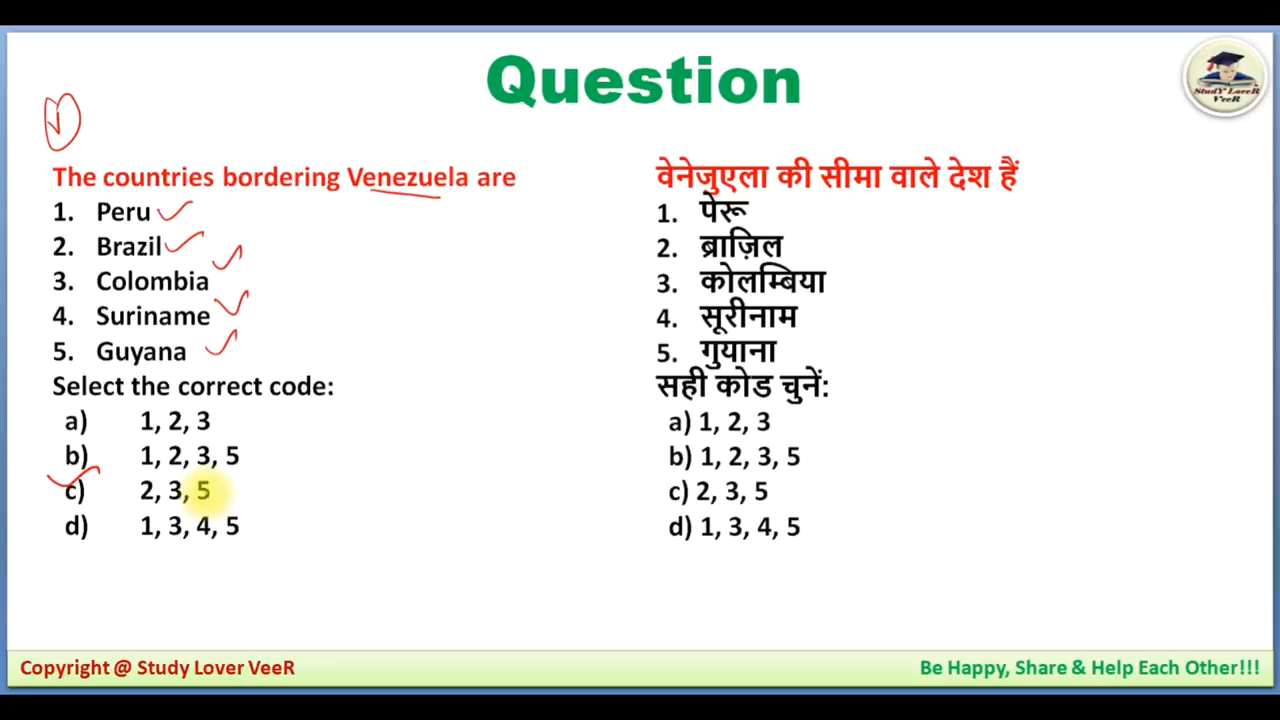 Question
StudY LoveR
VeeR
The countries bordering Venezuela are
1. Peru
2. Brazil
3. Colombia
4. Suriname
5. Guyana
Select the correct code:
a) 1, 2, 3
b) 1, 2, 3, 5
c) 2, 3, 5
d) 1, 3, 4, 5
वेनेजुएला की सीमा वाले देश हैं
1. पेरू
2. ब्राज़िल
3. कोलम्बिया
4. सूरीनाम
5. गुयाना
सही कोड चुनें:
a) 1, 2, 3
b) 1, 2, 3, 5
c) 2, 3, 5
d) 1, 3, 4, 5
Copyright @ Study Lover VeeR
Be Happy, Share & Help Each Other!!!